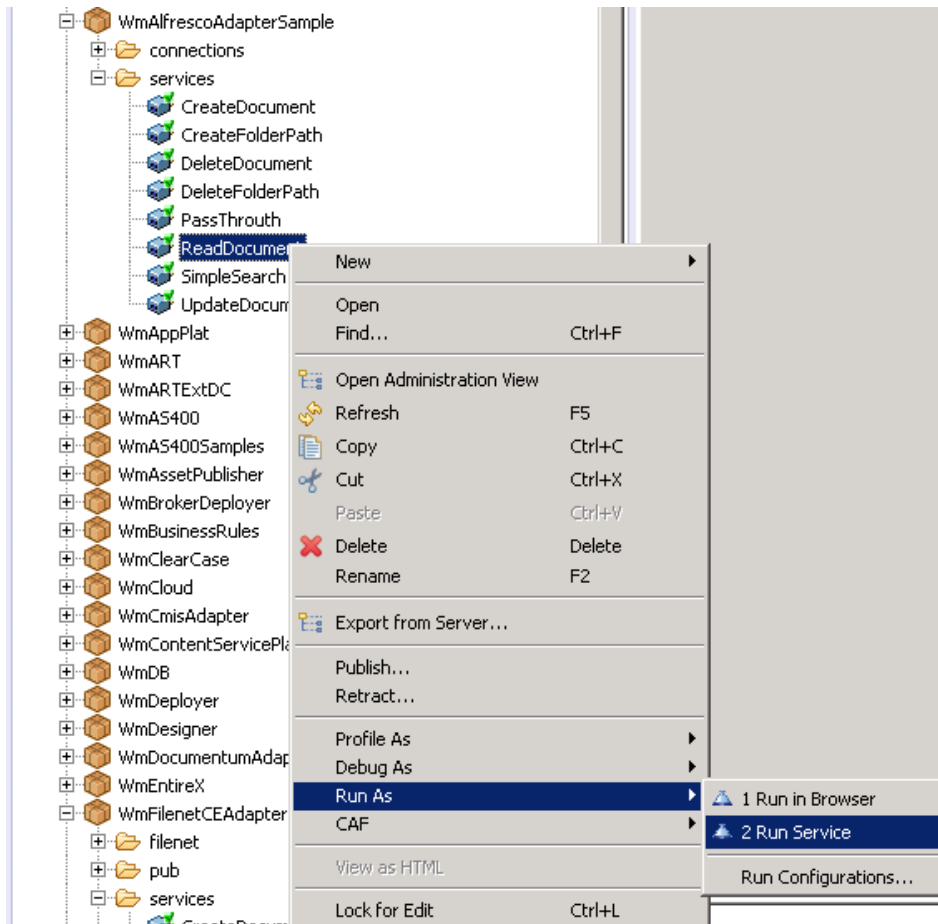 WmAlfrescoAdapterSample
connections
services
CreateDocument
CreateFolderPath
DeleteDocument
DeleteFolderPath
PassThrouth
ReadDocument
SimpleSearch
UpdateDocum
WmAppPlat
WmART
WmARTExtDC
WmAS400
WmAS400Samples
WmAssetPublisher
WmBrokerDeployer
WmBusinessRules
WmClearCase
WmCloud
WmCmisAdapter
WmContentServicePla
WmDB
WmDeployer
WmDesigner
WmDocumentumAdap
WmEntireX
WmFilenetCEAdapter
filenet
pub
services
New
Open
Find... Ctrl+F
Open Administration View
Refresh F5
Copy Ctrl+C
Cut Ctrl+X
Paste Ctrl+V
Delete Delete
Rename F2
Export from Server...
Publish...
Retract...
Profile As
Debug As
Run As
CAF
View as HTML
Lock for Edit Ctrl+L
1 Run in Browser
2 Run Service
Run Configurations...